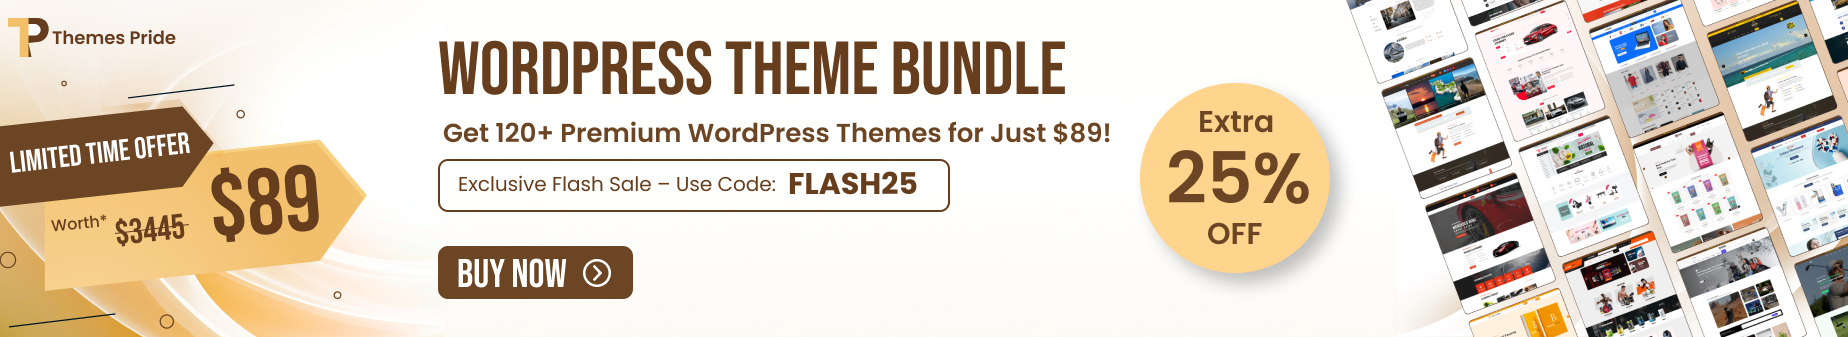 TP Themes Pride
LIMITED TIME OFFER
Worth* $3445 $89
WORDPRESS THEME BUNDLE
Get 120+ Premium WordPress Themes for Just $89!
Exclusive Flash Sale – Use Code: FLASH25
BUY NOW
Extra
25%
OFF